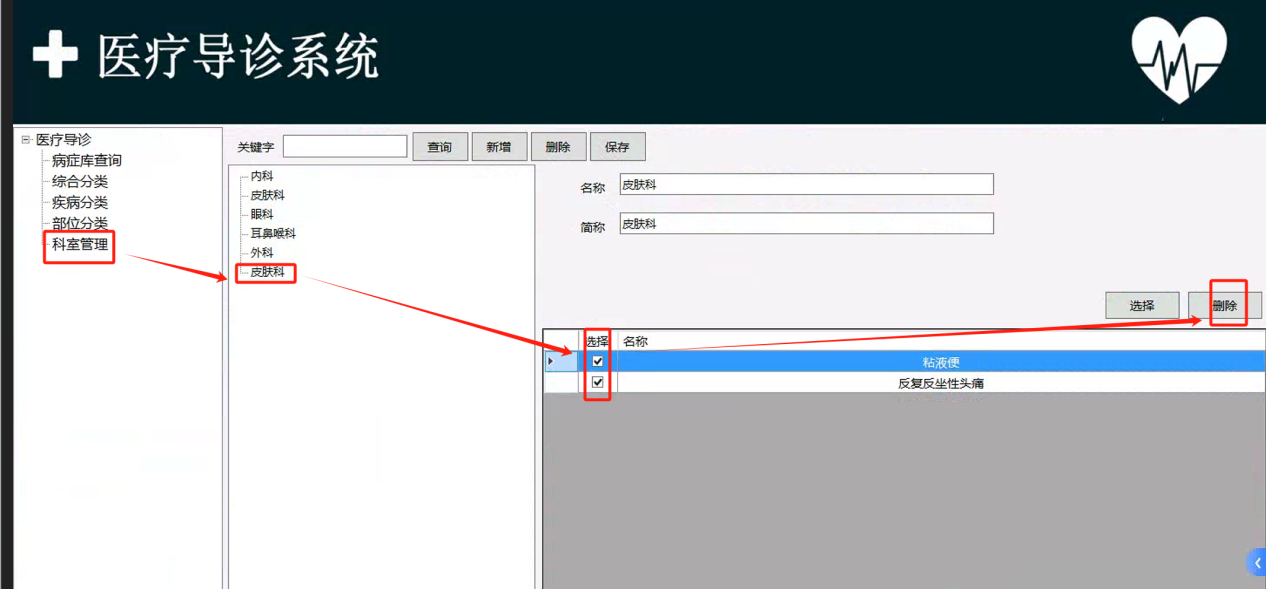 医疗导诊系统
医疗导诊
病症库查询
综合分类
疾病分类
部位分类
科室管理
关键字 查询 新增 删除 保存
内科
皮肤科
眼科
耳鼻喉科
外科
皮肤科
名称 皮肤科
简称 皮肤科
选择 删除
选择 名称
粘液便
反复反坐性头痛